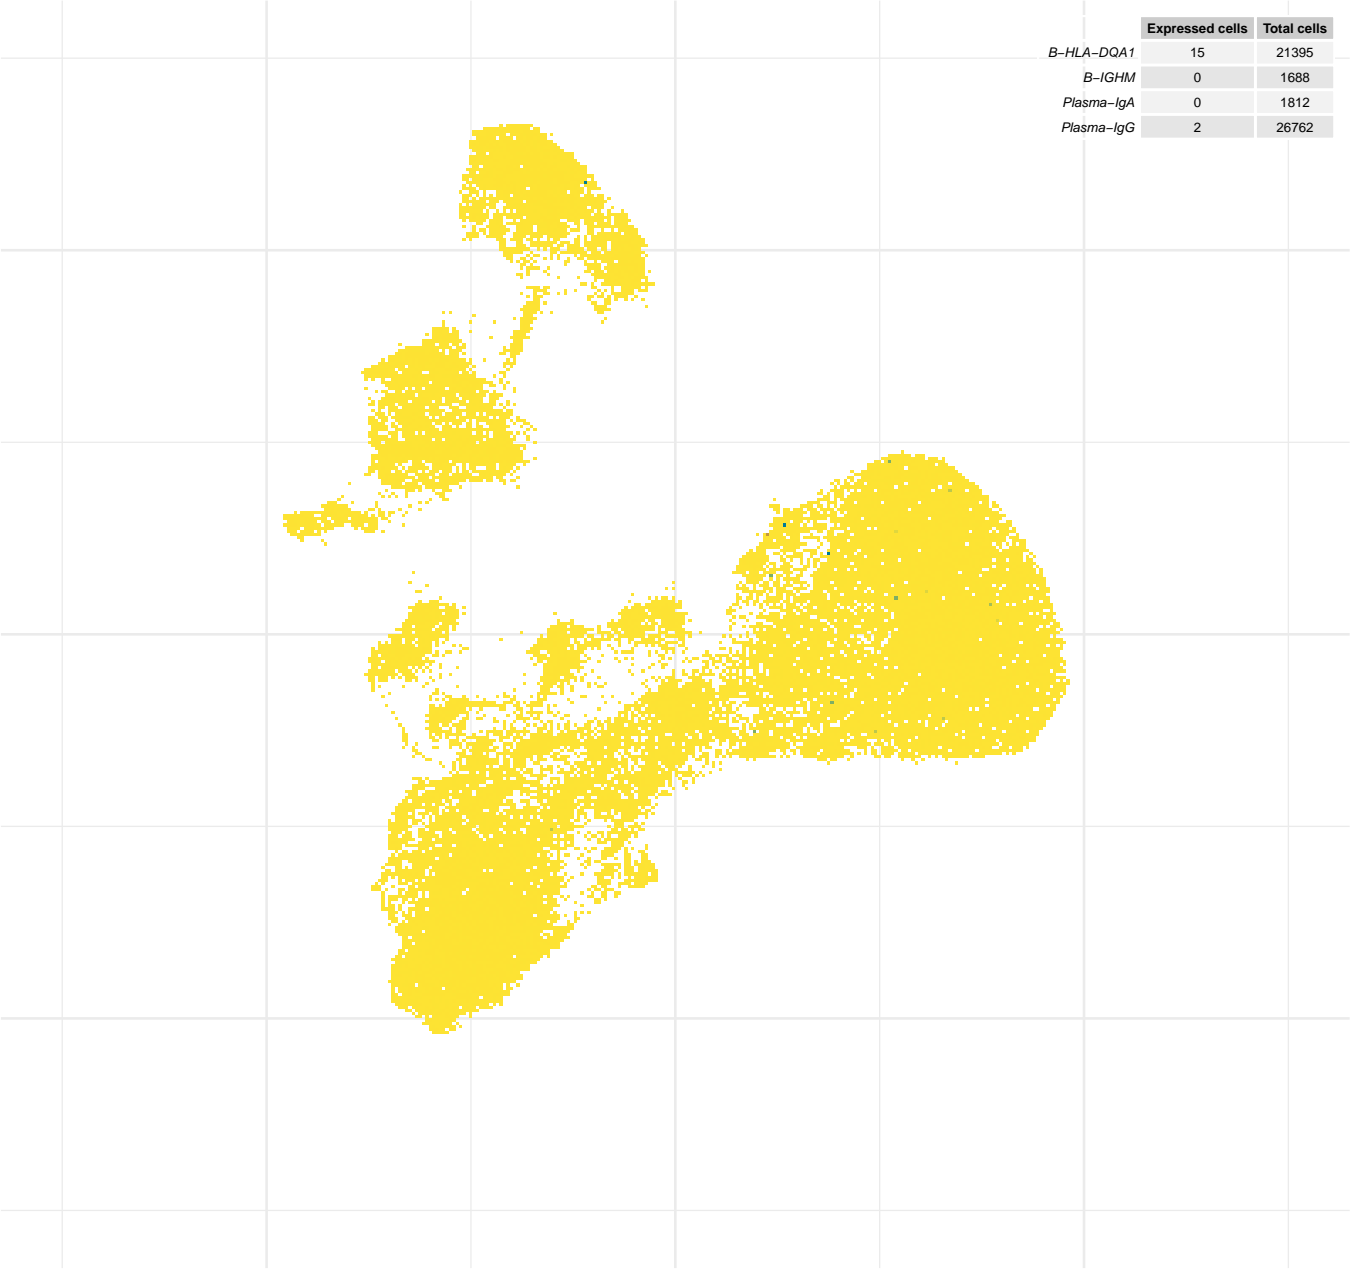 Expressed cells Total cells
B−HLA−DQA1 15 21395
B−IGHM 0 1688
Plasma−IgA 0 1812
Plasma−IgG 2 26762